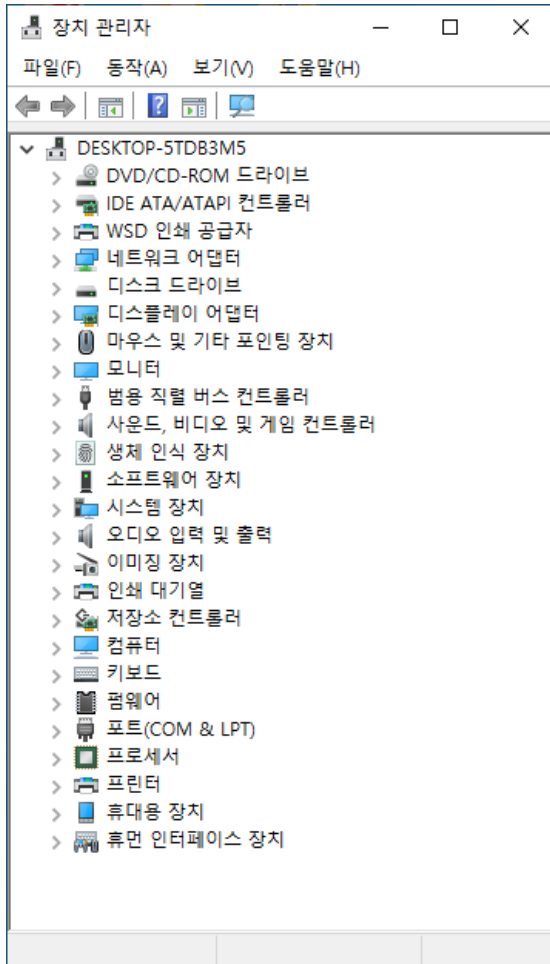 장치 관리자
파일(F) 동작(A) 보기(V) 도움말(H)
DESKTOP-5TDB3M5
DVD/CD-ROM 드라이브
IDE ATA/ATAPI 컨트롤러
WSD 인쇄 공급자
네트워크 어댑터
디스크 드라이브
디스플레이 어댑터
마우스 및 기타 포인팅 장치
모니터
범용 직렬 버스 컨트롤러
사운드, 비디오 및 게임 컨트롤러
생체 인식 장치
소프트웨어 장치
시스템 장치
오디오 입력 및 출력
이미징 장치
인쇄 대기열
저장소 컨트롤러
컴퓨터
키보드
펌웨어
포트(COM & LPT)
프로세서
프린터
휴대용 장치
휴먼 인터페이스 장치